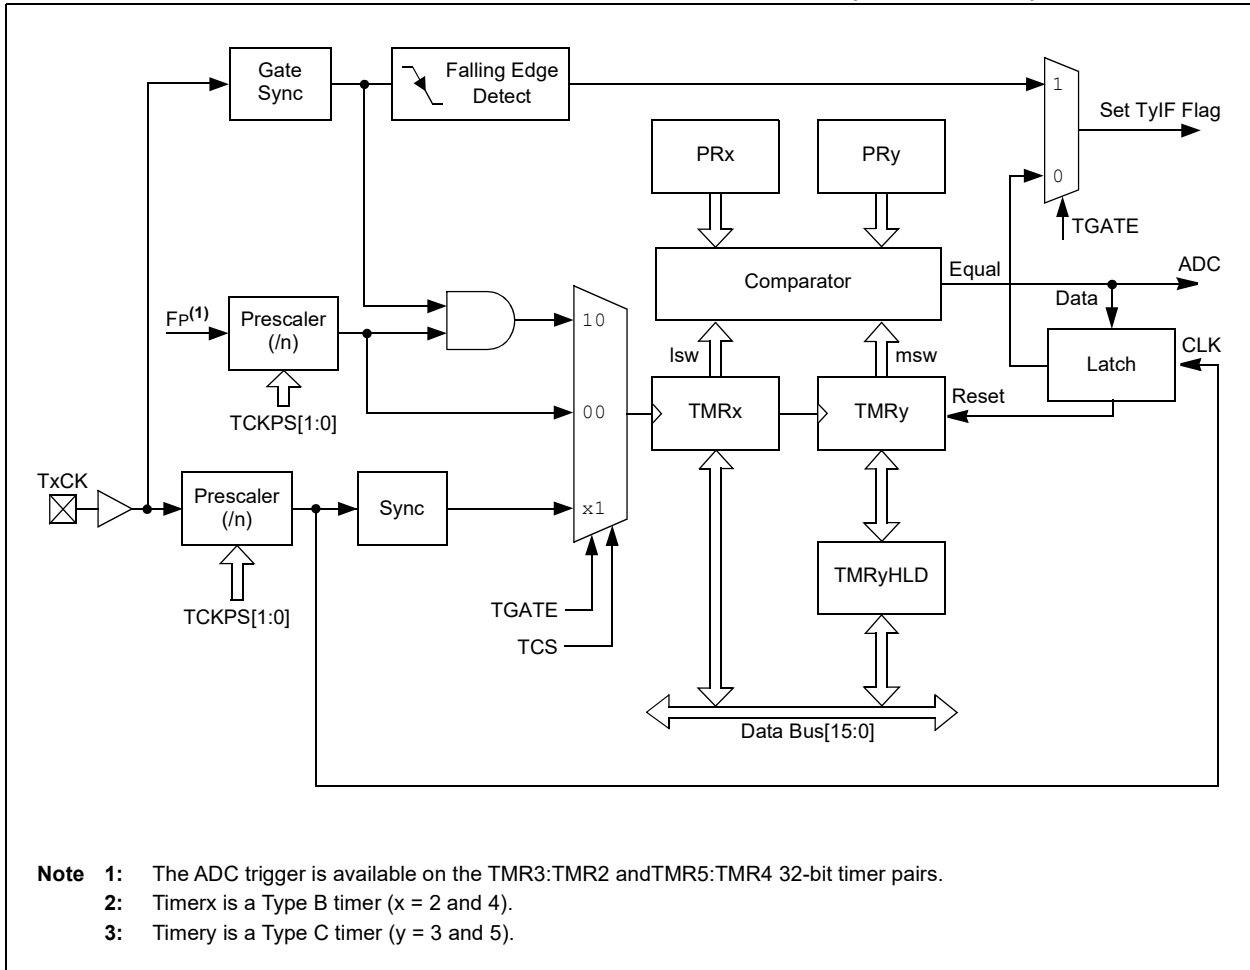 Gate
Sync
Falling Edge
Detect
1
Set TyIF Flag
PRx
PRy
0
TGATE
Comparator
Equal
ADC
Data
FP(1)
Prescaler
(/n)
10
lsw
msw
Latch
CLK
TCKPS[1:0]
00
TMRx
TMRy
Reset
TxCK
Prescaler
(/n)
Sync
x1
TMRyHLD
TCKPS[1:0]
TGATE
TCS
Data Bus[15:0]
Note 1: The ADC trigger is available on the TMR3:TMR2 andTMR5:TMR4 32-bit timer pairs.
2: Timerx is a Type B timer (x = 2 and 4).
3: Timery is a Type C timer (y = 3 and 5).